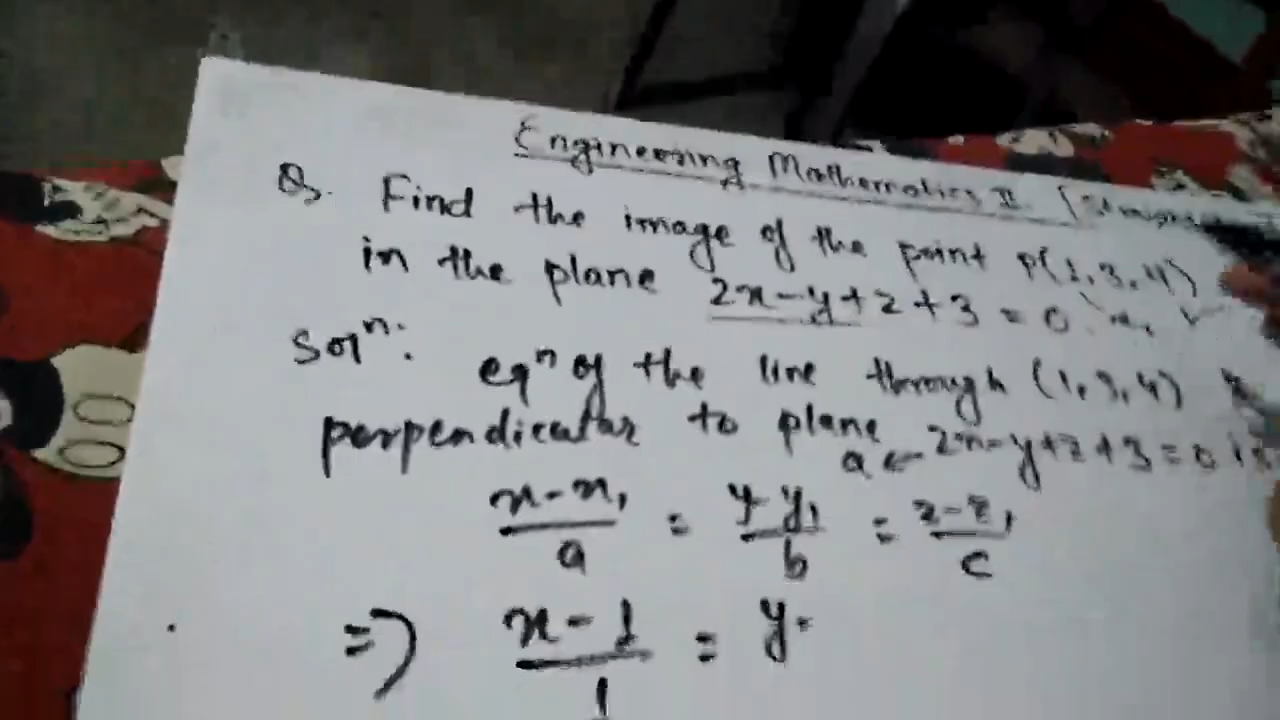 Engineering Mathematics II
Q. Find the image of the point P(1,3,4)
in the plane 2x-y+z+3=0
Solⁿ: eqⁿ of the line through (1,3,4)
perpendicular to plane 2x-y+z+3=0
a ←
x-x₁/a = y-y₁/b = z-z₁/c
⇒ x-1/1 = y-